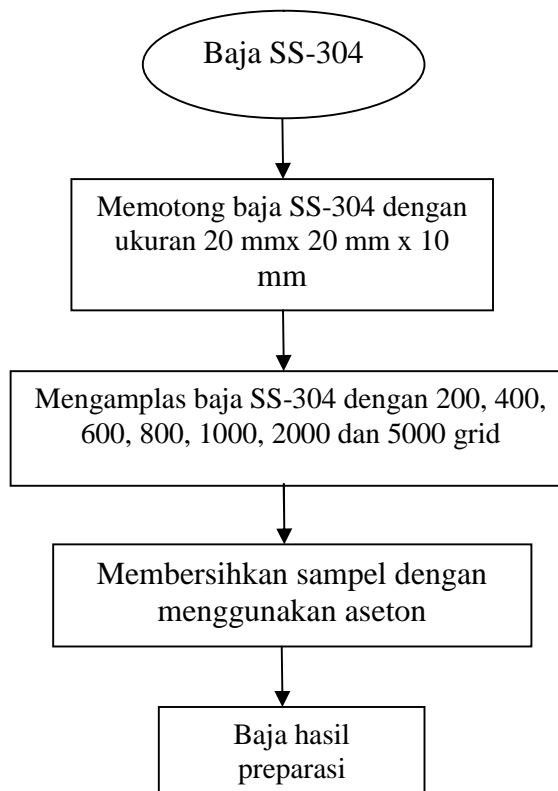 Baja SS-304
Memotong baja SS-304 dengan
ukuran 20 mmx 20 mm x 10
mm
Mengamplas baja SS-304 dengan 200, 400,
600, 800, 1000, 2000 dan 5000 grid
Membersihkan sampel dengan
menggunakan aseton
Baja hasil
preparasi